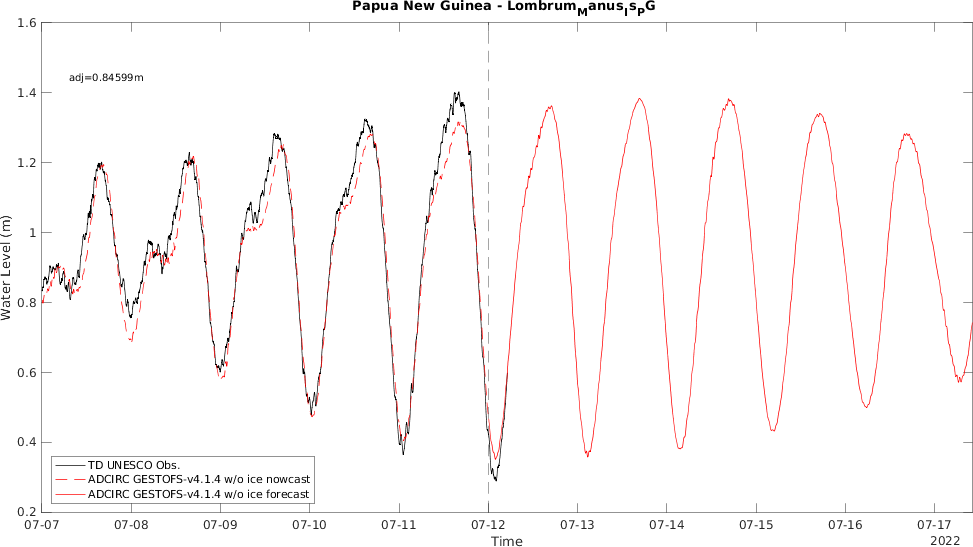 Papua New Guinea - LombrumManusIsPG
adj=0.84599m
1.6
1.4
1.2
1
0.8
0.6
0.4
0.2
Water Level (m)
TD UNESCO Obs.
ADCIRC GESTOFS-v4.1.4 w/o ice nowcast
ADCIRC GESTOFS-v4.1.4 w/o ice forecast
07-07 07-08 07-09 07-10 07-11 07-12 07-13 07-14 07-15 07-16 07-17
Time
2022